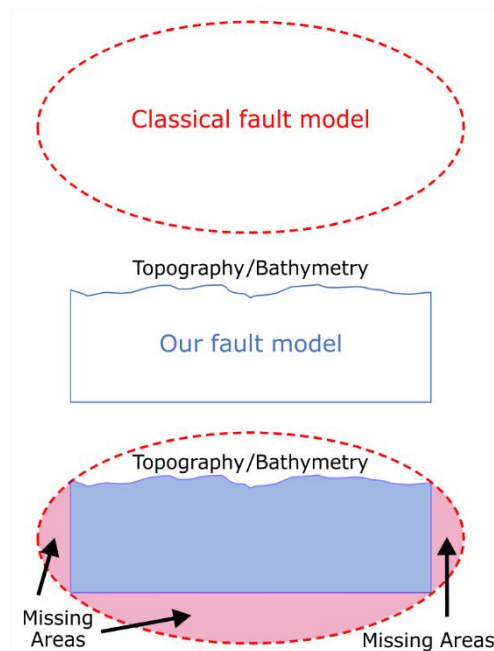 Classical fault model
Topography/Bathymetry
Our fault model
Topography/Bathymetry
Missing
Areas
Missing Areas